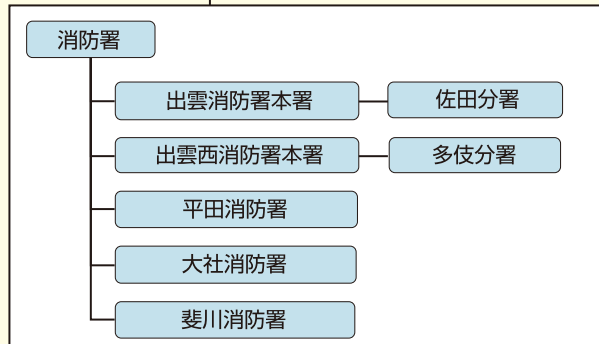 消防署
出雲消防署本署 佐田分署
出雲西消防署本署 多伎分署
平田消防署
大社消防署
斐川消防署